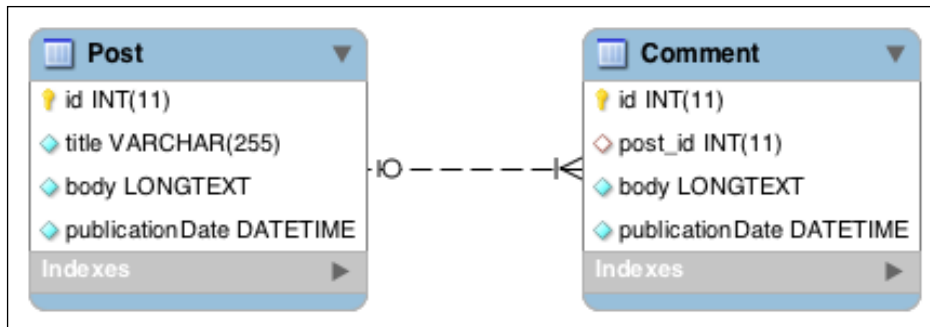 Post
id INT(11)
title VARCHAR(255)
body LONGTEXT
publicationDate DATETIME
Indexes
Comment
id INT(11)
post_id INT(11)
body LONGTEXT
publicationDate DATETIME
Indexes